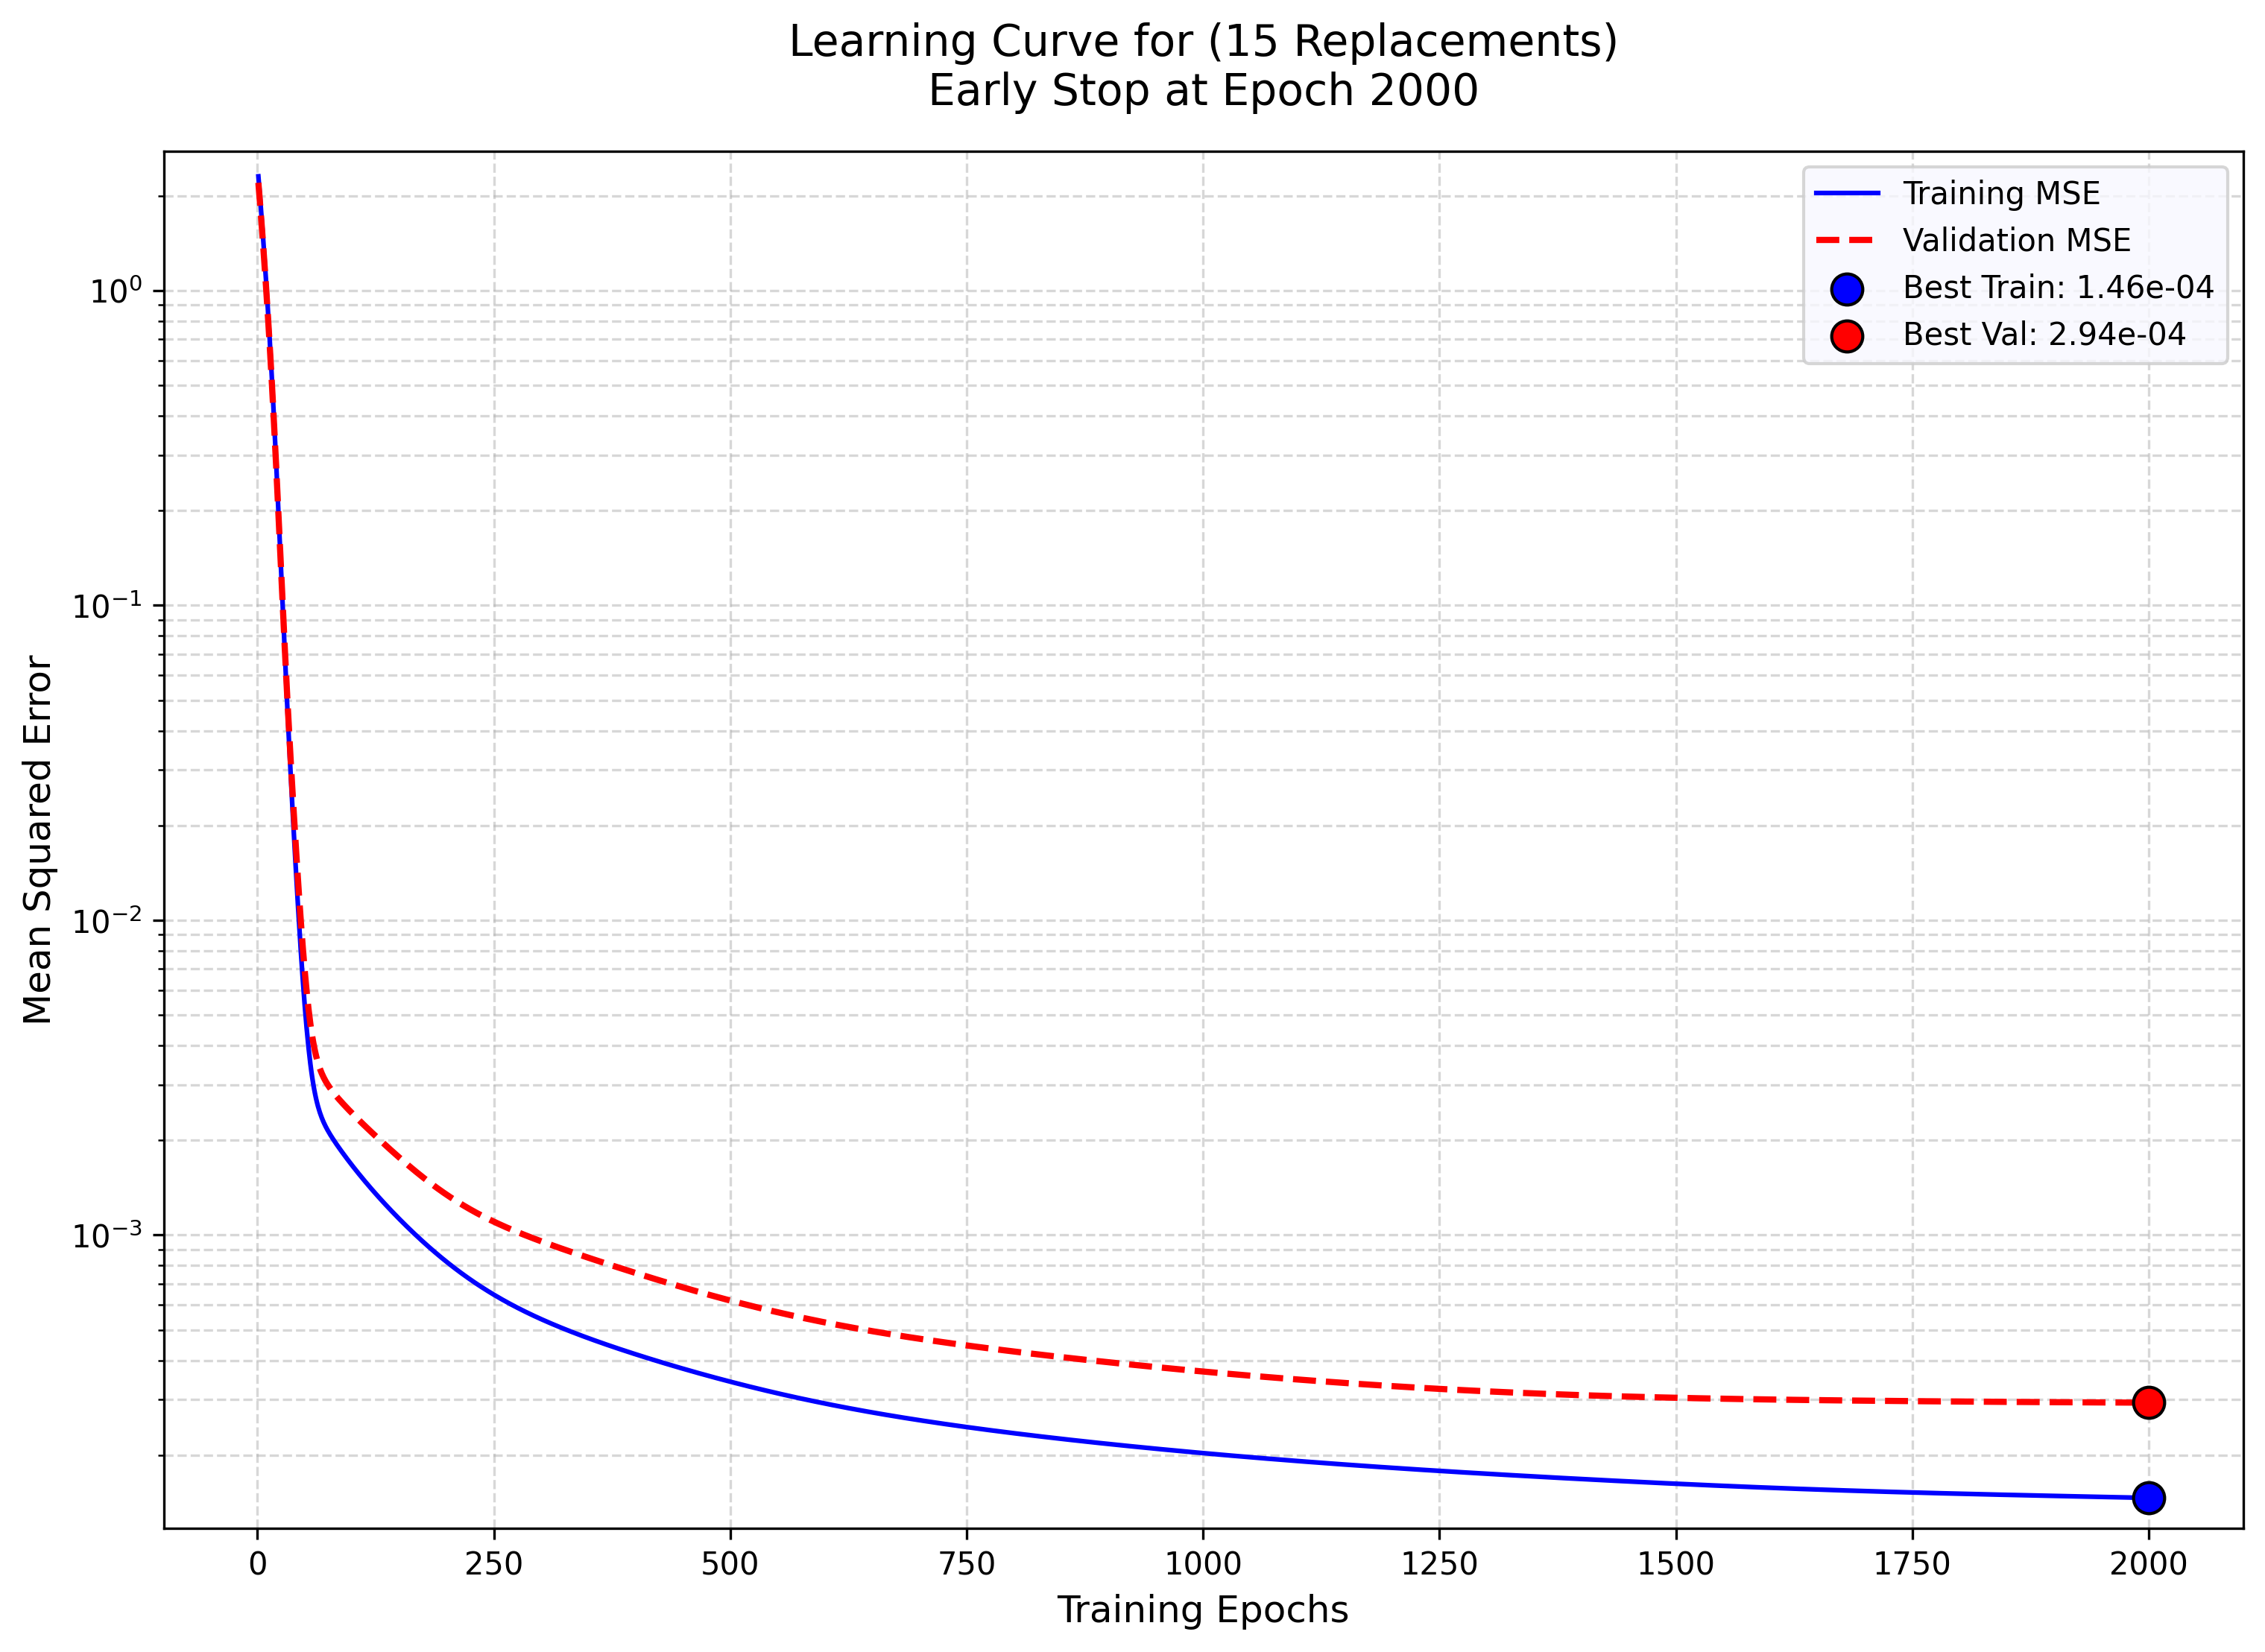 Learning Curve for (15 Replacements)
Early Stop at Epoch 2000
Training MSE
Validation MSE
Best Train: 1.46e-04
Best Val: 2.94e-04
Mean Squared Error
10⁰
10⁻¹
10⁻²
10⁻³
0 250 500 750 1000 1250 1500 1750 2000
Training Epochs